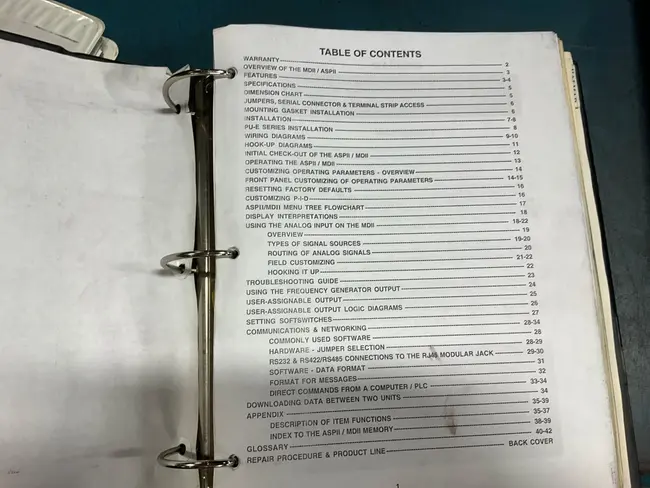 TABLE OF CONTENTS
WARRANTY 2
OVERVIEW OF THE MDII / ASPII 3
FEATURES 3-4
SPECIFICATIONS 5
DIMENSION CHART 5
JUMPERS, SERIAL CONNECTOR & TERMINAL STRIP ACCESS 6
MOUNTING GASKET INSTALLATION 6
INSTALLATION 7-8
PU-E SERIES INSTALLATION 8
WIRING DIAGRAMS 9-10
HOOK-UP DIAGRAMS 11
INITIAL CHECK-OUT OF THE ASPII / MDII 12
OPERATING THE ASPII / MDII 13
CUSTOMIZING OPERATING PARAMETERS - OVERVIEW 14
FRONT PANEL CUSTOMIZING OF OPERATING PARAMETERS 14-15
RESETTING FACTORY DEFAULTS 16
CUSTOMIZING P-I-D 16
ASPII/MDII MENU TREE FLOWCHART 17
DISPLAY INTERPRETATIONS 18
USING THE ANALOG INPUT ON THE MDII 18-22
OVERVIEW 19
TYPES OF SIGNAL SOURCES 19-20
ROUTING OF ANALOG SIGNALS 20
FIELD CUSTOMIZING 21-22
HOOKING IT UP 22
TROUBLESHOOTING GUIDE 23
USING THE FREQUENCY GENERATOR OUTPUT 24
USER-ASSIGNABLE OUTPUT 25
USER-ASSIGNABLE OUTPUT LOGIC DIAGRAMS 26
SETTING SOFTSWITCHES 27
COMMUNICATIONS & NETWORKING 28-34
COMMONLY USED SOFTWARE 28
HARDWARE - JUMPER SELECTION 28-29
RS232 & RS422/RS485 CONNECTIONS TO THE RJ45 MODULAR JACK 29-30
SOFTWARE - DATA FORMAT 31
FORMAT FOR MESSAGES 32
DIRECT COMMANDS FROM A COMPUTER / PLC 33-34
DOWNLOADING DATA BETWEEN TWO UNITS 34
APPENDIX 35-39
DESCRIPTION OF ITEM FUNCTIONS 35-37
INDEX TO THE ASPII / MDII MEMORY 38-39
GLOSSARY 40-42
REPAIR PROCEDURE & PRODUCT LINE BACK COVER